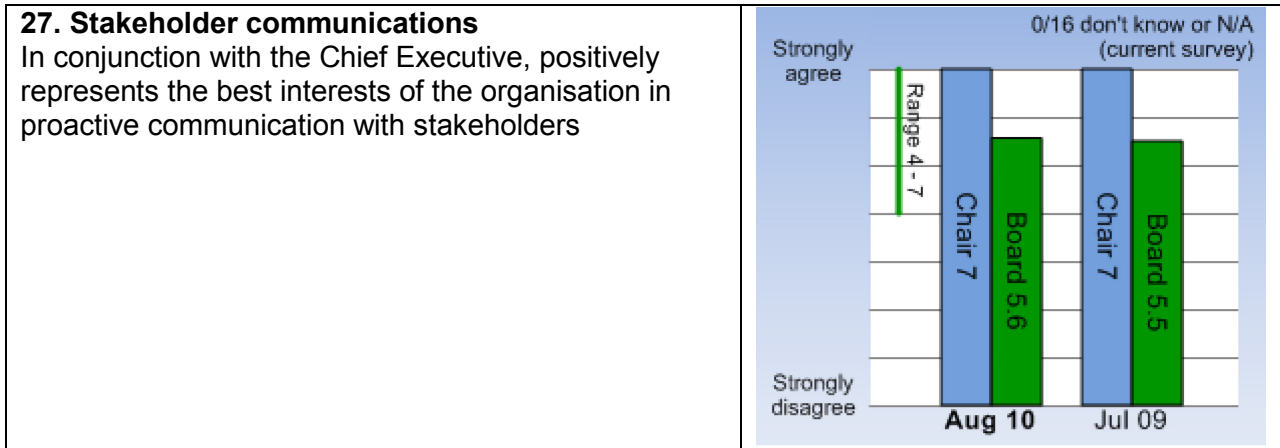 27. Stakeholder communications
In conjunction with the Chief Executive, positively
represents the best interests of the organisation in
proactive communication with stakeholders
0/16 don't know or N/A
(current survey)
Strongly
agree
Range 4 - 7
Chair 7
Board 5.6
Chair 7
Board 5.5
Strongly
disagree
Aug 10
Jul 09